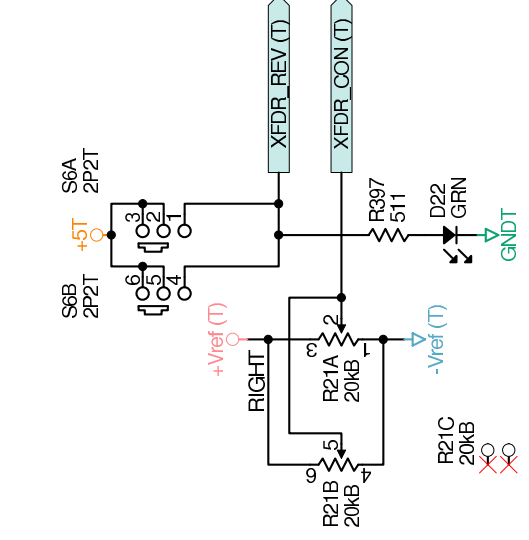 XFDR_REV (T)
XFDR_CON (T)
S6A
2P2T
3
2
1
+5T
R397
511
D22
GRN
GNDT
S6B
2P2T
6
5
4
+Vref (T)
RIGHT
3
2
1
R21A
20kB
-Vref (T)
6
5
4
R21B
20kB
R21C
20kB